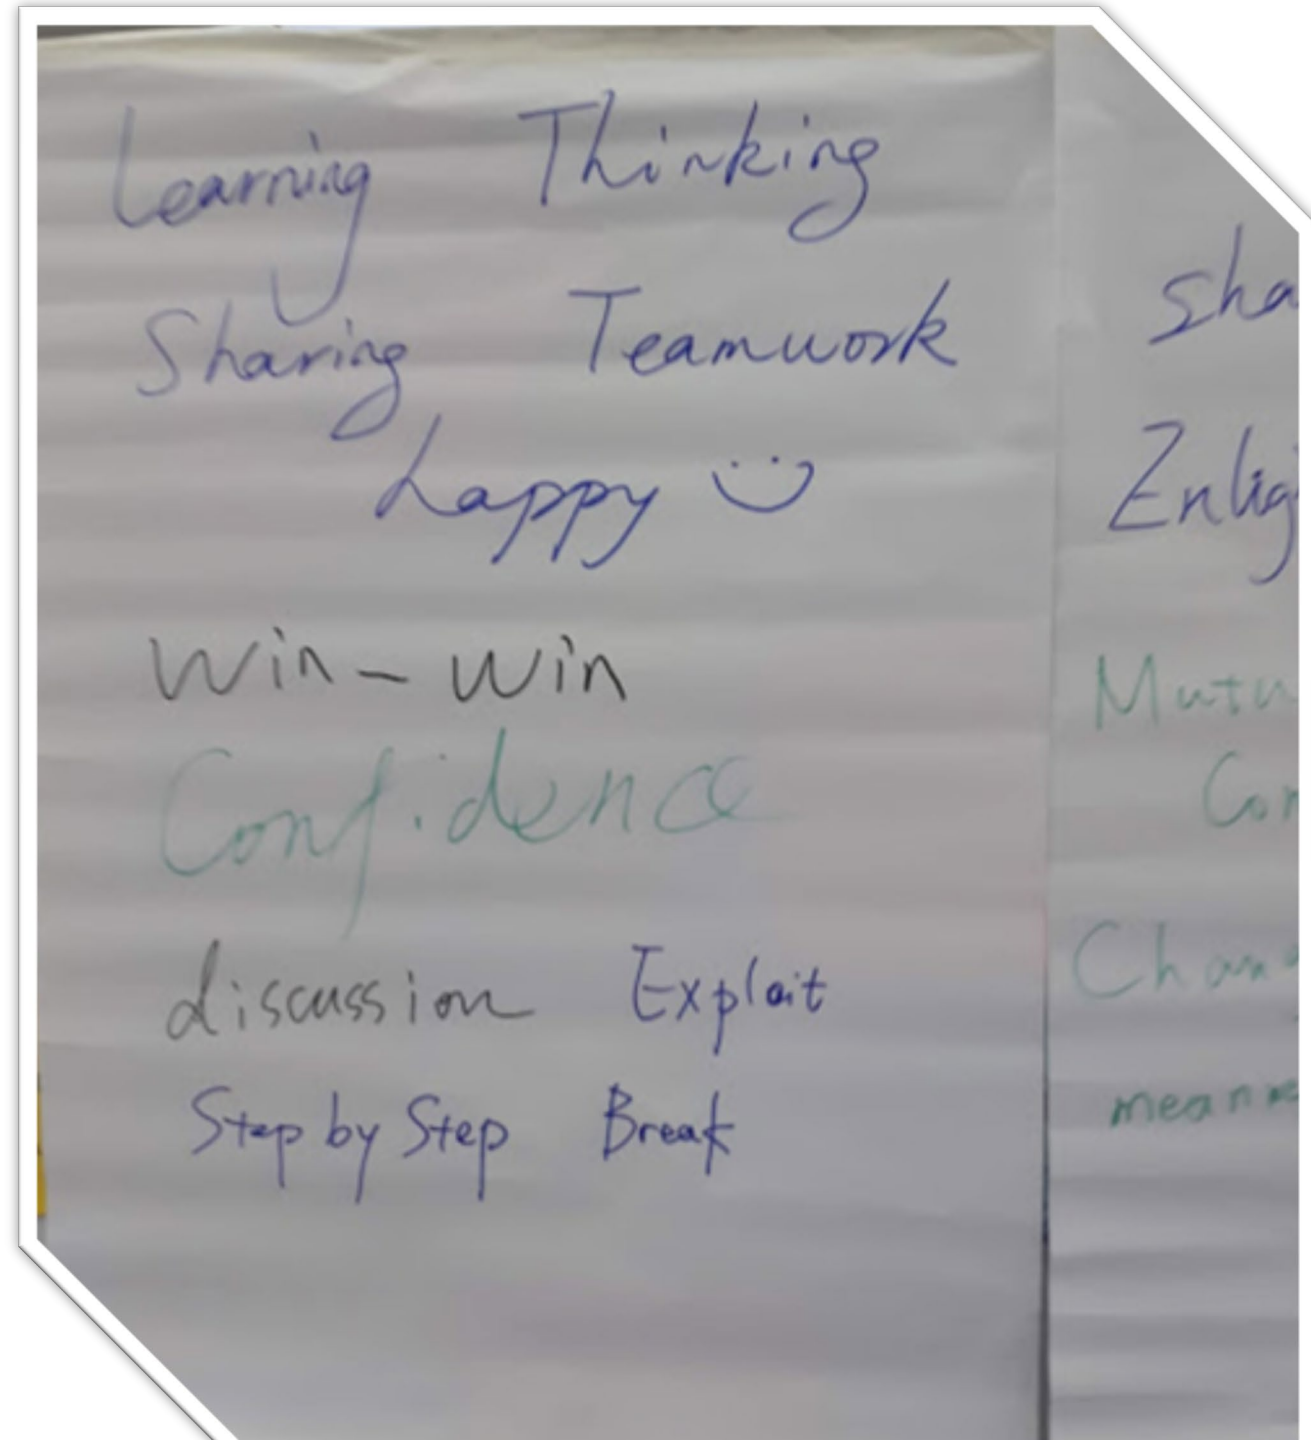 Learning Thinking
Sharing Teamwork
happy
Win - Win
Confidence
discussion Exploit
Step by Step Break
Sha
Enlig
Mutu
Con
Chan
mean